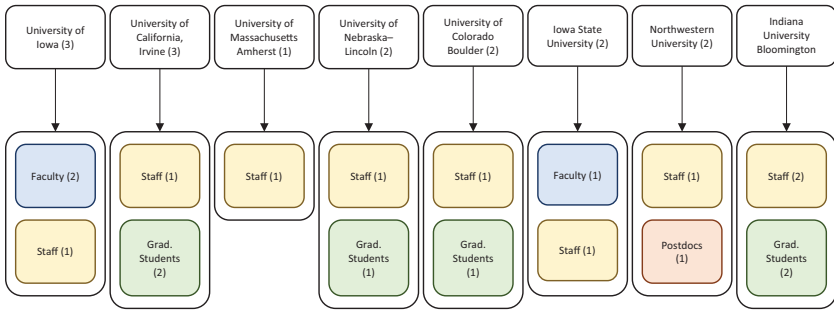 University of
Iowa (3)
University
of California,
Irvine (3)
University of
Massachusetts
Amherst (1)
University of
Nebraska–
Lincoln (2)
University of
Colorado
Boulder (2)
Iowa State
University (2)
Northwestern
University (2)
Indiana
University
Bloomington
Faculty (2)
Staff (1)
Staff (1)
Staff (1)
Staff (1)
Faculty (1)
Staff (1)
Staff (2)
Staff (1)
Grad.
Students
(2)
Grad.
Students
(1)
Grad.
Students
(1)
Staff (1)
Postdocs
(1)
Grad.
Students
(2)